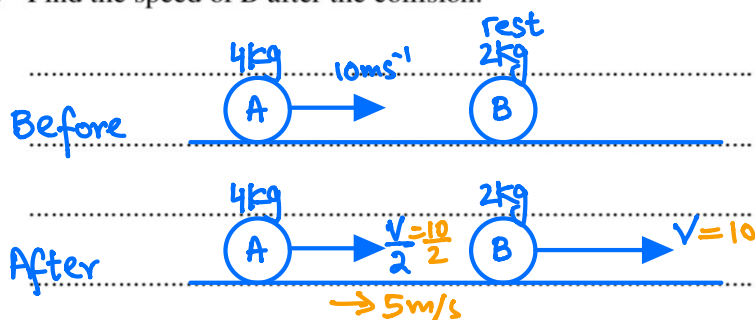 Find the speed of B after the collision.
rest
4kg 2kg
10ms⁻¹
A B
Before
4kg 2kg
A V/2 = 10/2 B V = 10
After
→ 5m/s